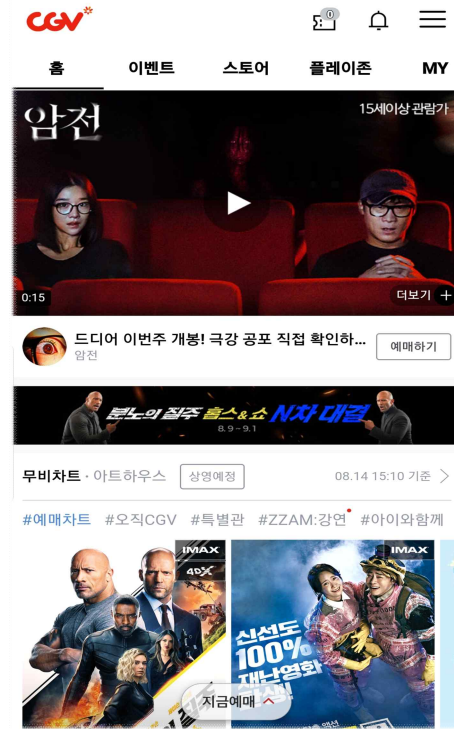 CGV
0
홈 이벤트 스토어 플레이존 MY
암전
15세이상 관람가
0:15
더보기 +
드디어 이번주 개봉! 극강 공포 직접 확인하...
암전
예매하기
분노의 질주 홉스&쇼 N차 대결
8.9~9.1
무비차트 · 아트하우스 상영예정 08.14 15:10 기준
#예매차트 #오직CGV #특별관 #ZZAM:강연 #아이와함께
IMAX
4DX
IMAX
신선도
100%
재난영화
지금예매